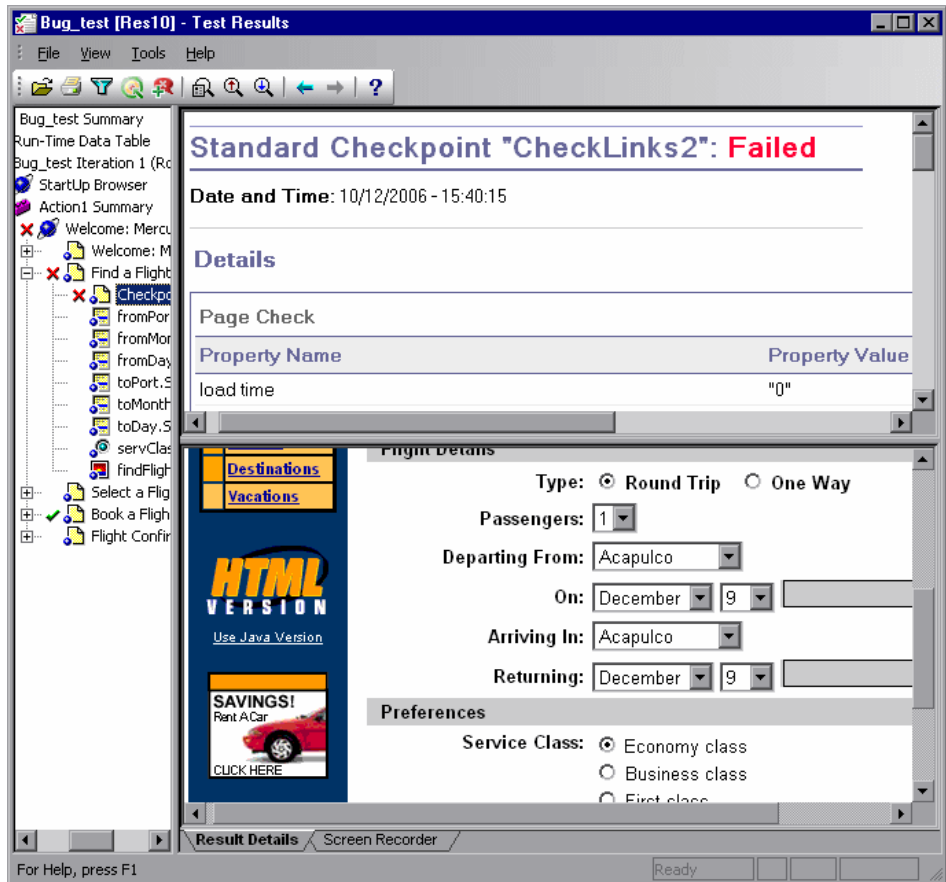 Bug_test [Res10] - Test Results
File View Tools Help
Bug_test Summary
Run-Time Data Table
Bug_test Iteration 1 (Ro
StartUp Browser
Action1 Summary
Welcome: Mercu
Welcome: M
Find a Flight
Checkpo
fromPor
fromMon
fromDay
toPort.S
toMonth
toDay.S
servClas
findFligh
Select a Flig
Book a Fligh
Flight Confir
Standard Checkpoint "CheckLinks2": Failed
Date and Time: 10/12/2006 - 15:40:15
Details
Page Check
Property Name Property Value
load time "0"
Destinations
Vacations
HTML
VERSION
Use Java Version
SAVINGS!
Rent A Car
CLICK HERE
Flight Details
Type: Round Trip One Way
Passengers: 1
Departing From: Acapulco
On: December 9
Arriving In: Acapulco
Returning: December 9
Preferences
Service Class: Economy class
Business class
First class
Result Details Screen Recorder
For Help, press F1 Ready